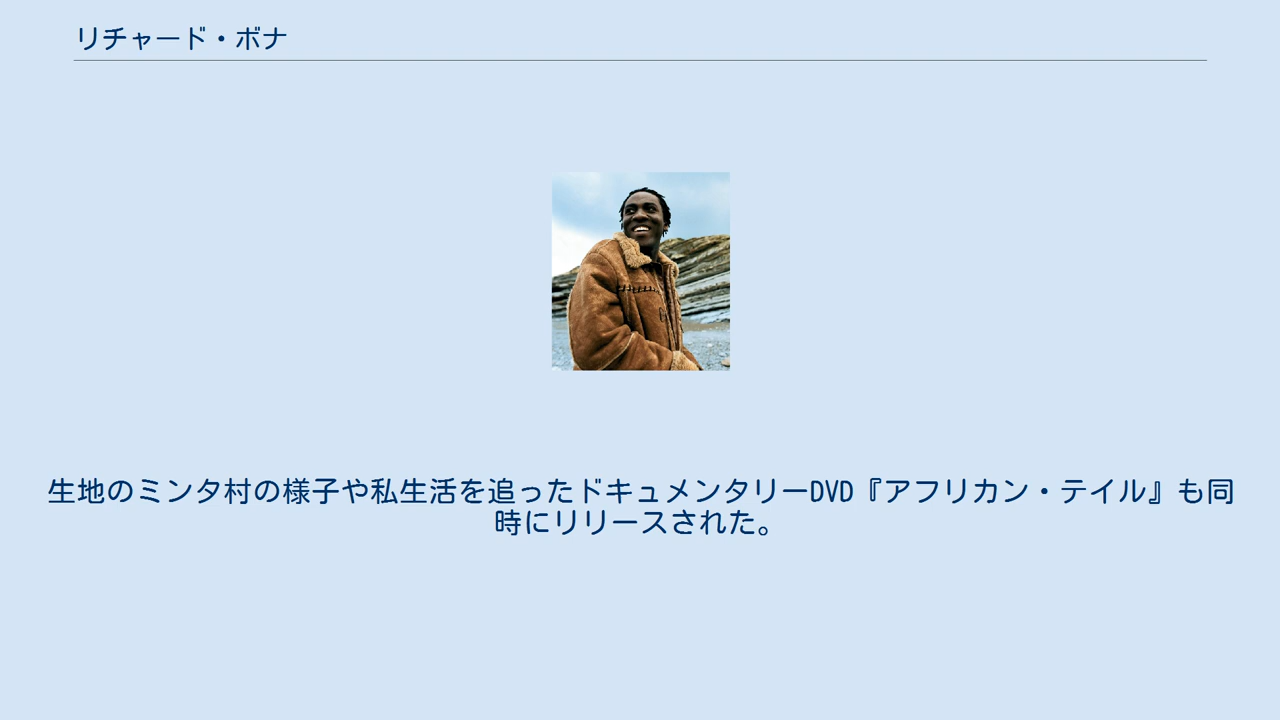 リチャード・ボナ
生地のミンタ村の様子や私生活を追ったドキュメンタリーDVD『アフリカン・テイル』も同
時にリリースされた。